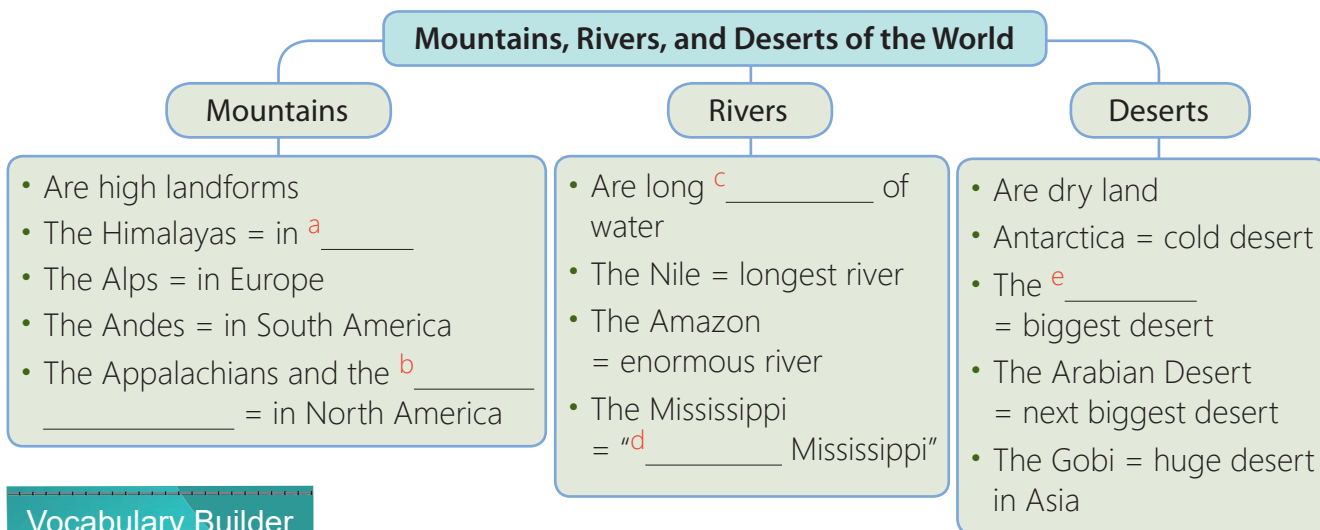 Mountains, Rivers, and Deserts of the World
Mountains
• Are high landforms
• The Himalayas = in a______
• The Alps = in Europe
• The Andes = in South America
• The Appalachians and the b________
_____________ = in North America
Rivers
• Are long c__________ of
water
• The Nile = longest river
• The Amazon
= enormous river
• The Mississippi
= "d_________ Mississippi"
Deserts
• Are dry land
• Antarctica = cold desert
• The e_________
= biggest desert
• The Arabian Desert
= next biggest desert
• The Gobi = huge desert
in Asia
Vocabulary Builder